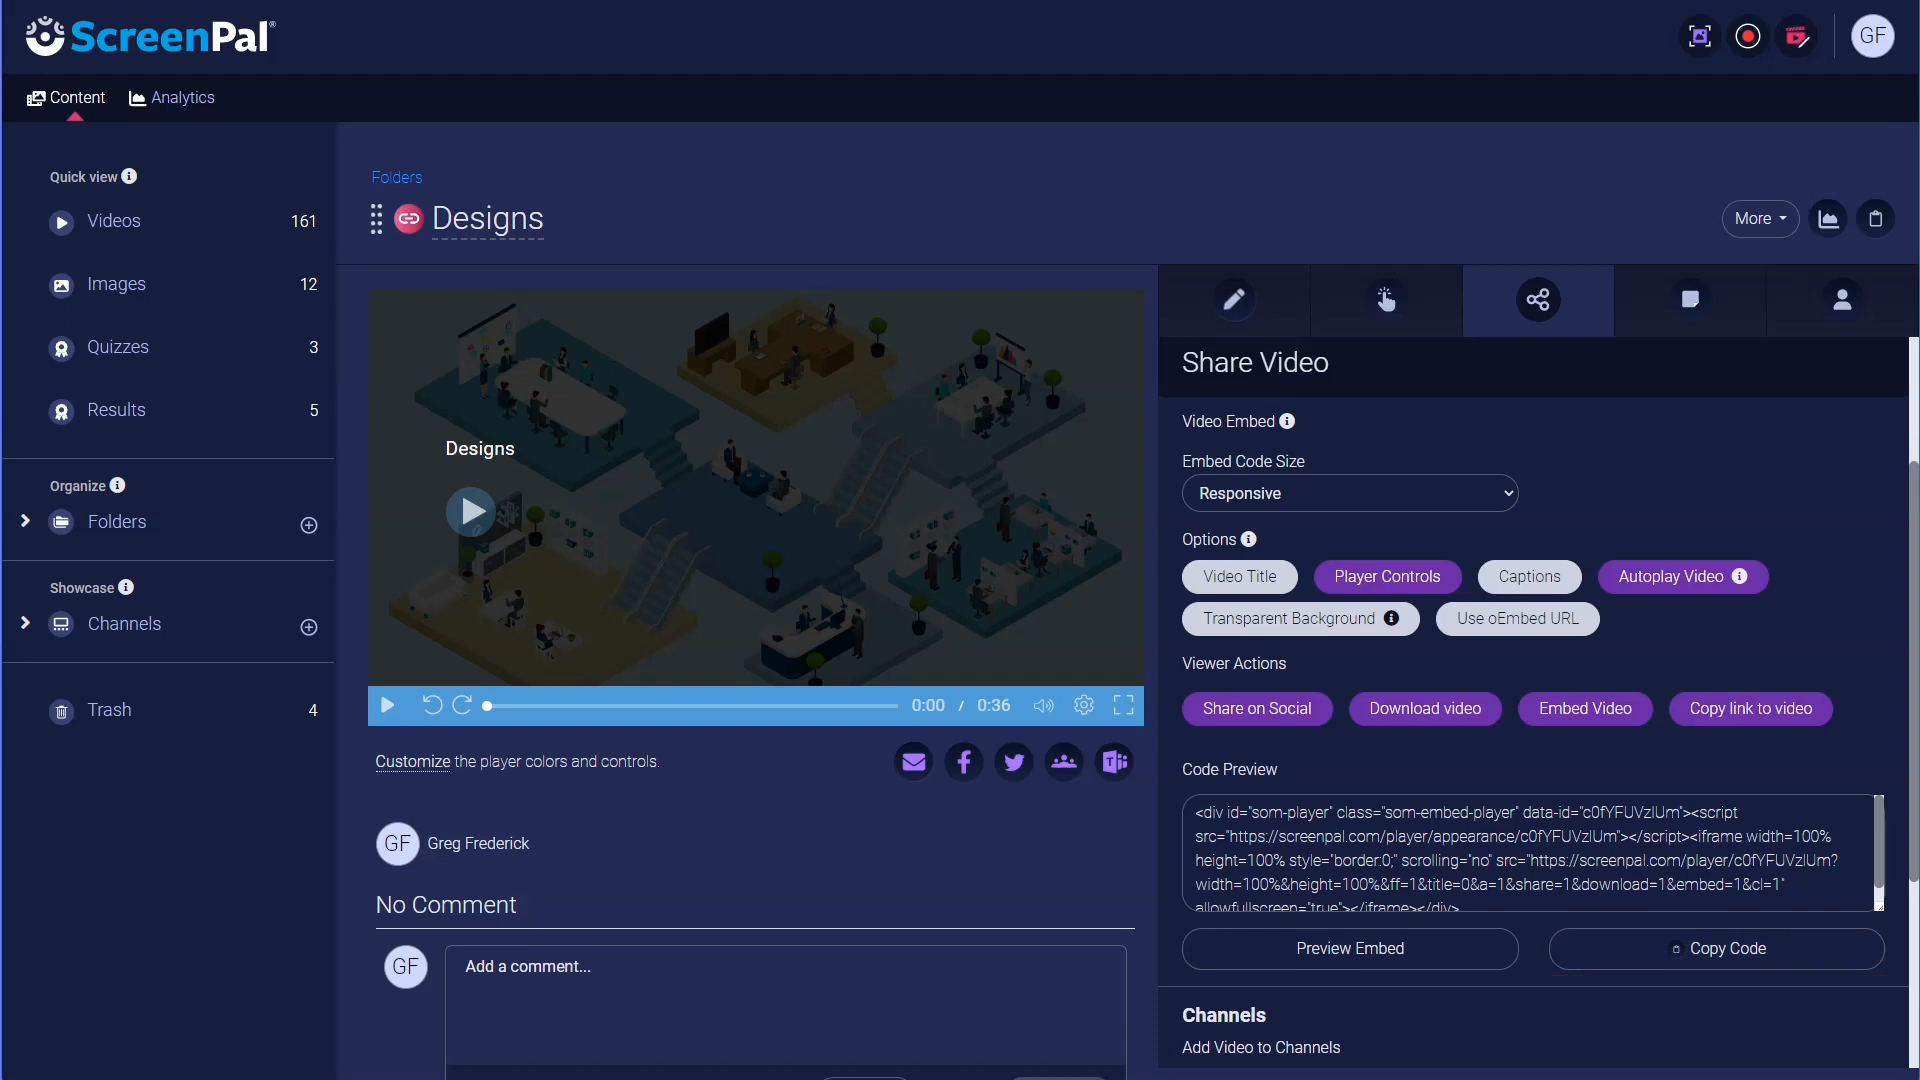 ScreenPal®
GF
Content
Analytics
Quick view
Videos 161
Images 12
Quizzes 3
Results 5
Organize
Folders
Showcase
Channels
Trash 4
Folders
Designs
More
Designs
0:00 / 0:36
Customize the player colors and controls.
GF Greg Frederick
No Comment
GF
Add a comment...
Share Video
Video Embed
Embed Code Size
Responsive
Options
Video Title Player Controls Captions Autoplay Video
Transparent Background Use oEmbed URL
Viewer Actions
Share on Social Download video Embed Video Copy link to video
Code Preview
<div id="som-player" class="som-embed-player" data-id="c0fYFUVzlUm"><script
src="https://screenpal.com/player/appearance/c0fYFUVzlUm"></script><iframe width=100%
height=100% style="border:0;" scrolling="no" src="https://screenpal.com/player/c0fYFUVzlUm?
width=100%&height=100%&ff=1&title=0&a=1&share=1&download=1&embed=1&cl=1"
allowfullscreen="true"></iframe></div>
Preview Embed
Copy Code
Channels
Add Video to Channels